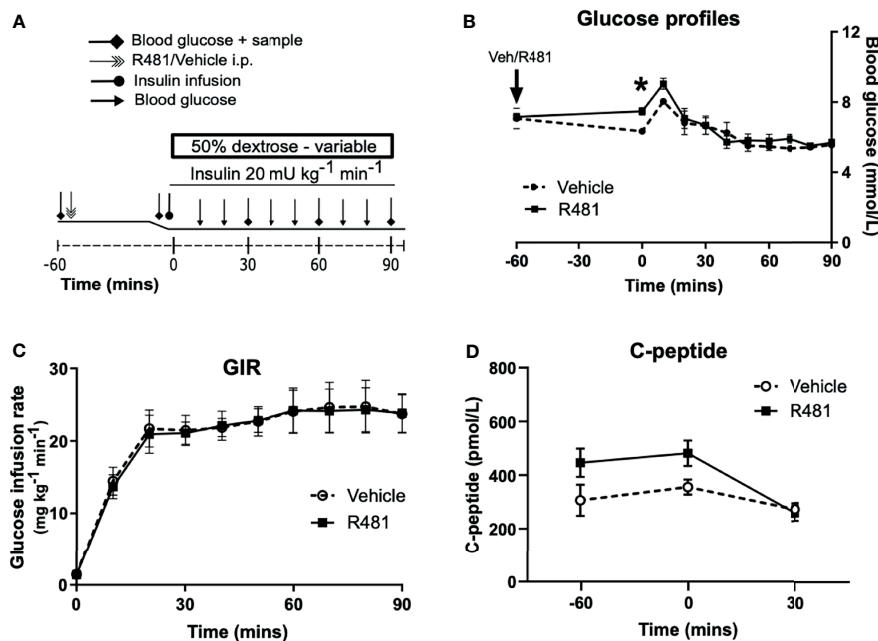 A
Blood glucose + sample
R481/Vehicle i.p.
Insulin infusion
Blood glucose
50% dextrose - variable
Insulin 20 mU kg⁻¹ min⁻¹
-60 0 30 60 90
Time (mins)
B
Glucose profiles
Veh/R481
*
Vehicle
R481
12
8
4
0
Blood glucose
(mmol/L)
-60 -30 0 30 60 90
Time (mins)
C
GIR
Glucose infusion rate
(mg kg⁻¹ min⁻¹)
30
20
10
0
Vehicle
R481
0 30 60 90
Time (mins)
D
C-peptide
C-peptide (pmol/L)
800
600
400
200
0
Vehicle
R481
-60 0 30
Time (mins)